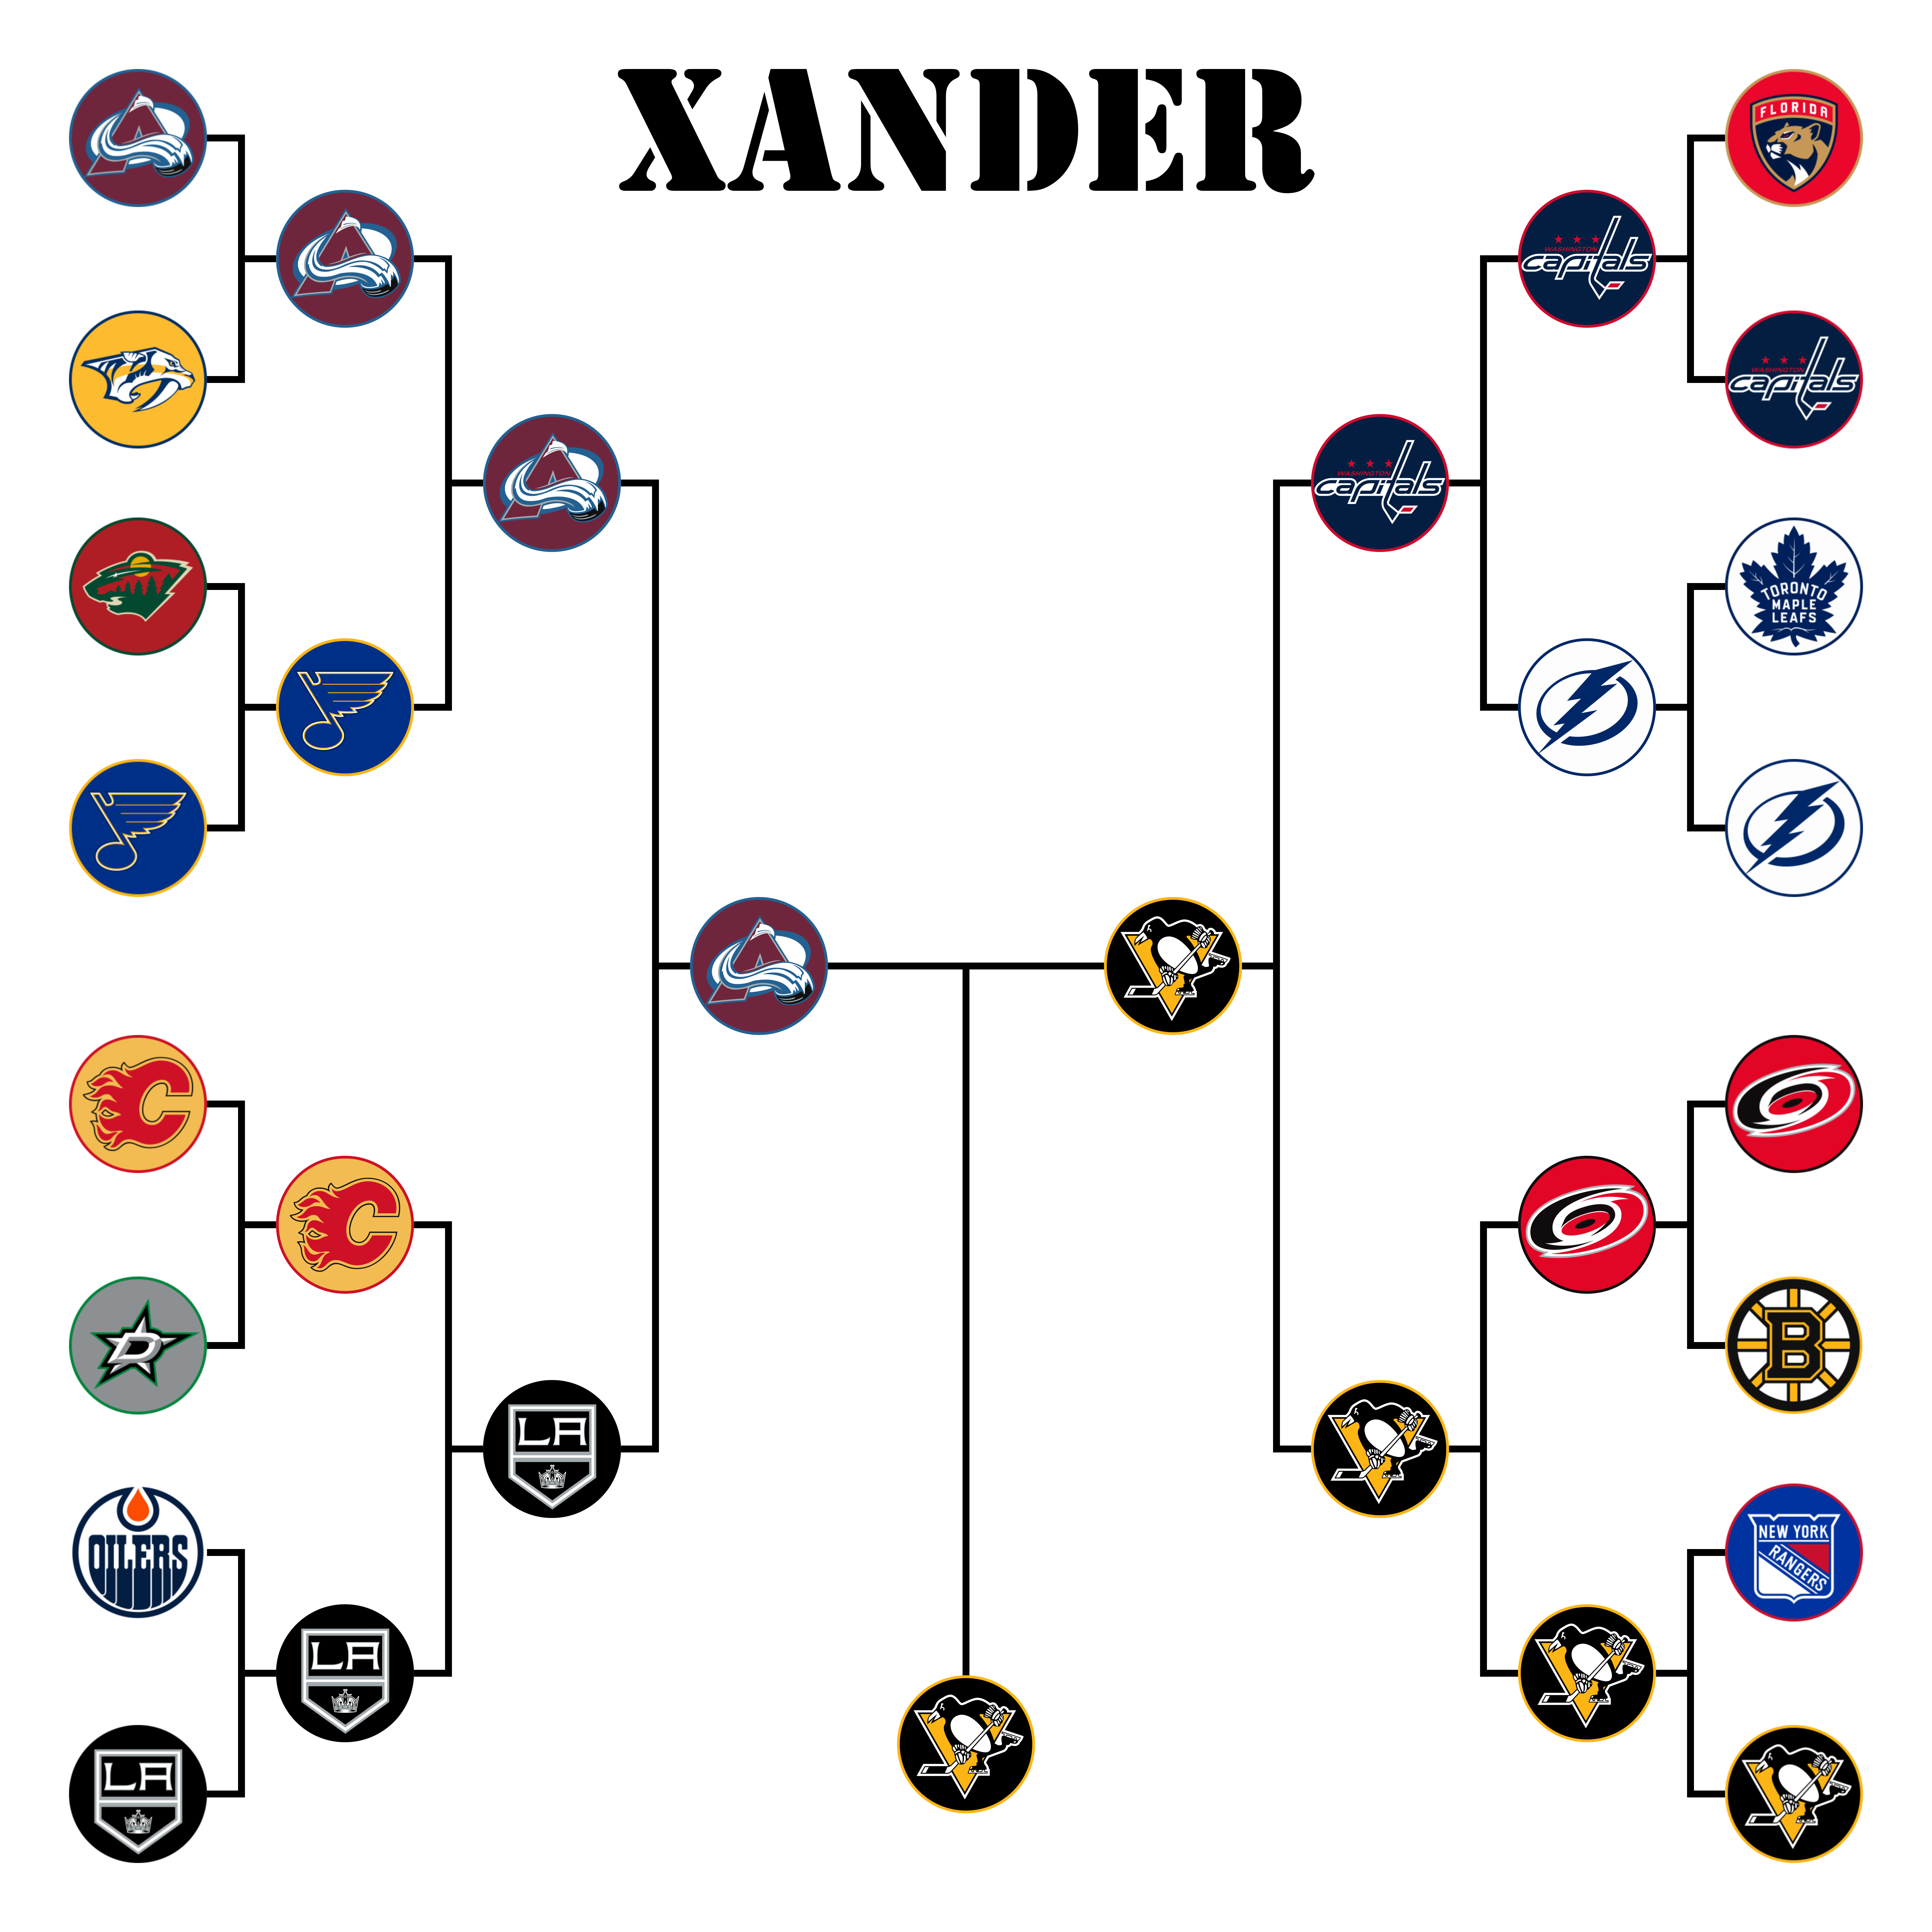 XANDER
FLORIDA
WASHINGTON
capitals
WASHINGTON
capitals
WASHINGTON
capitals
TORONTO
MAPLE
LEAFS
D
C
C
OILERS
LA
LA
LA
B
NEW YORK
RANGERS